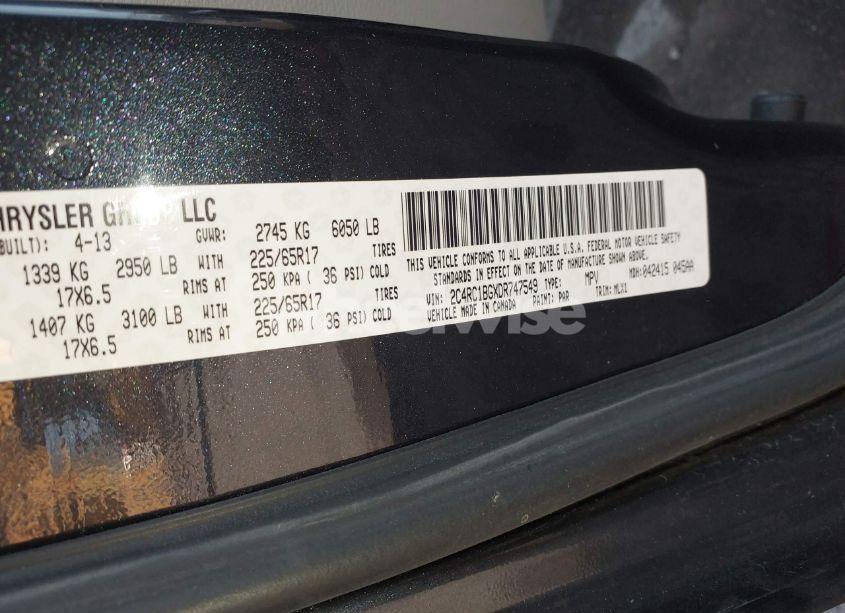 HRYSLER GROUP LLC
BUILT): 4-13 GVWR: 2745 KG 6050 LB
1339 KG 2950 LB WITH 225/65R17 TIRES
17X6.5 RIMS AT 250 KPA ( 36 PSI) COLD
1407 KG 3100 LB WITH 225/65R17 TIRES
17X6.5 RIMS AT 250 KPA ( 36 PSI) COLD
THIS VEHICLE CONFORMS TO ALL APPLICABLE U.S.A. FEDERAL MOTOR VEHICLE SAFETY
STANDARDS IN EFFECT ON THE DATE OF MANUFACTURE SHOWN ABOVE.
VIN: 2C4RC1BGXDR747549 TYPE: MPV MDH: 042415 045AA
VEHICLE MADE IN CANADA PAINT: PAR TRIM: MLX1